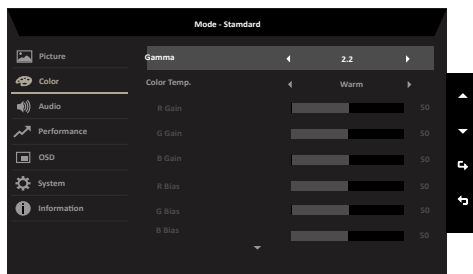 Mode - Stamdard
Picture
Color
Audio
Performance
OSD
System
Information
Gamma 2.2
Color Temp. Warm
R Gain 50
G Gain 50
B Gain 50
R Bias 50
G Bias 50
B Bias 50